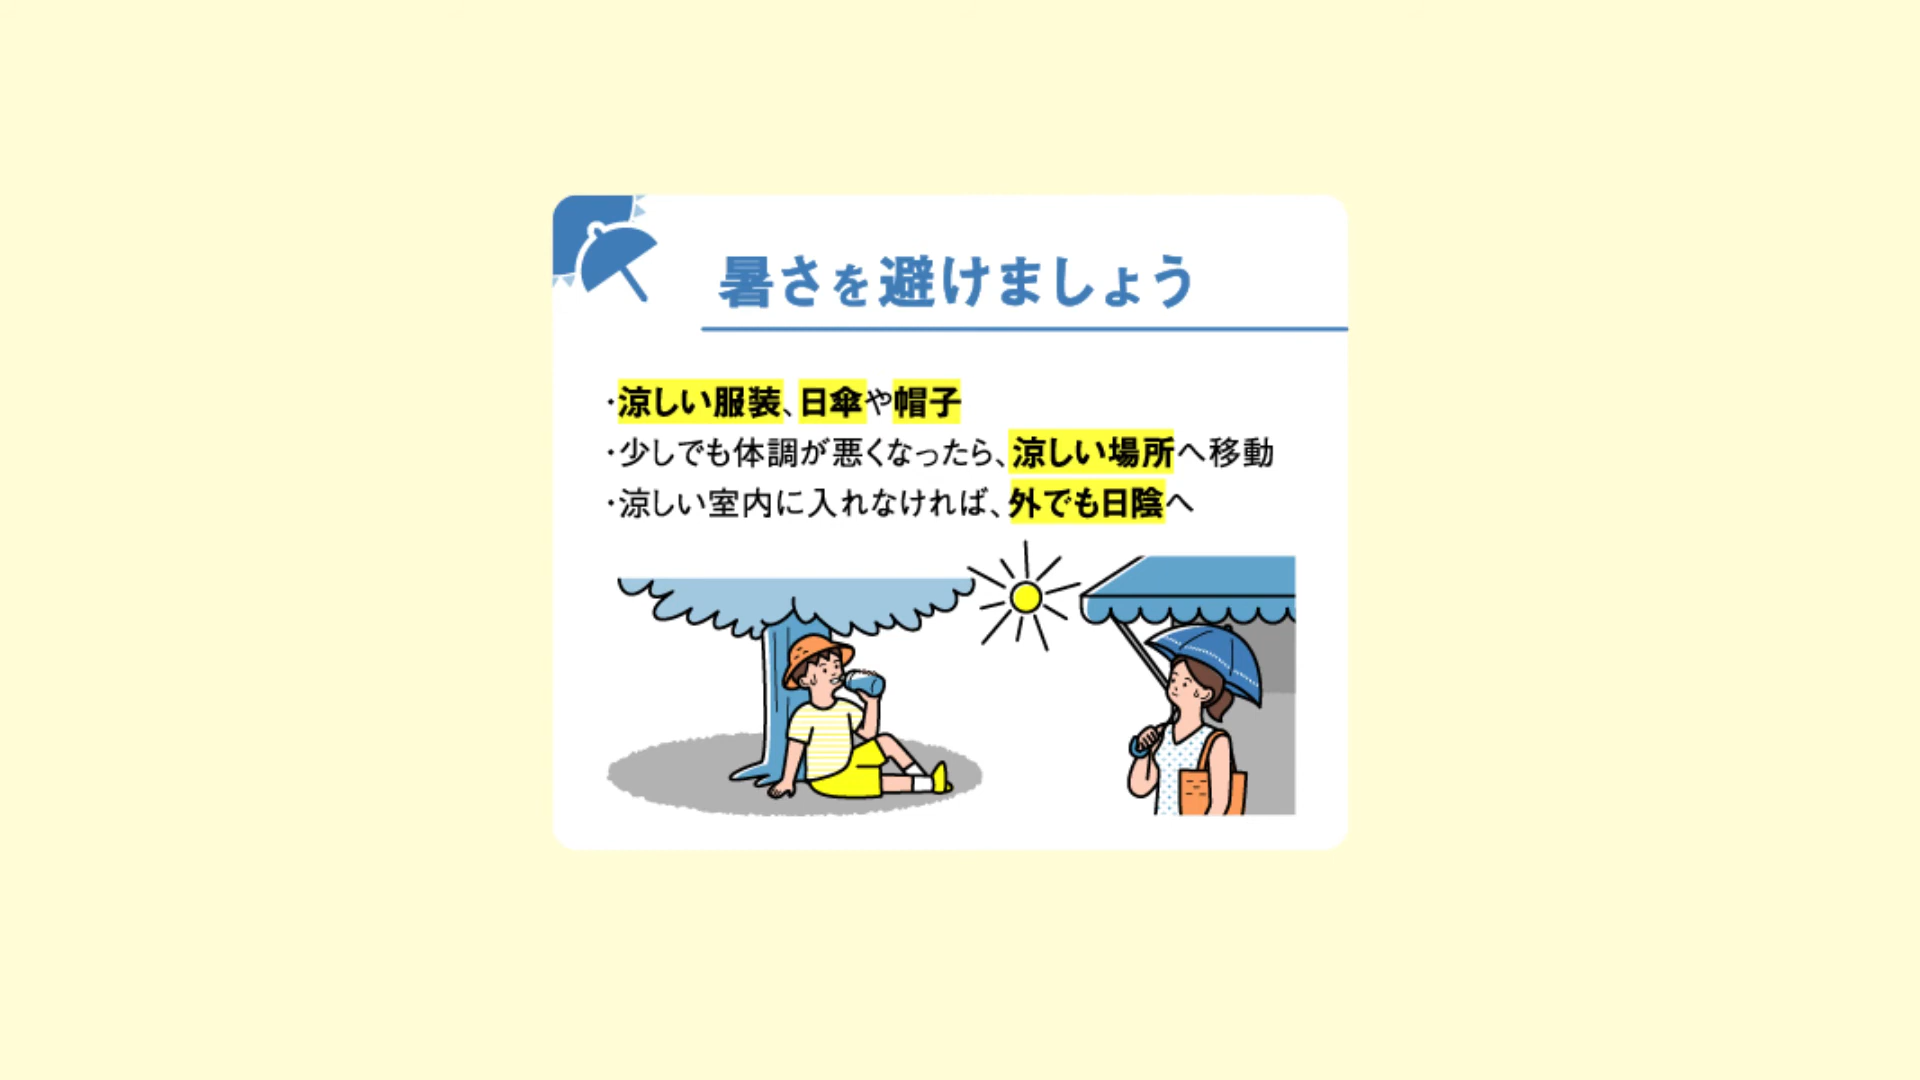 暑さを避けましょう
・涼しい服装、日傘や帽子
・少しでも体調が悪くなったら、涼しい場所へ移動
・涼しい室内に入れなければ、外でも日陰へ